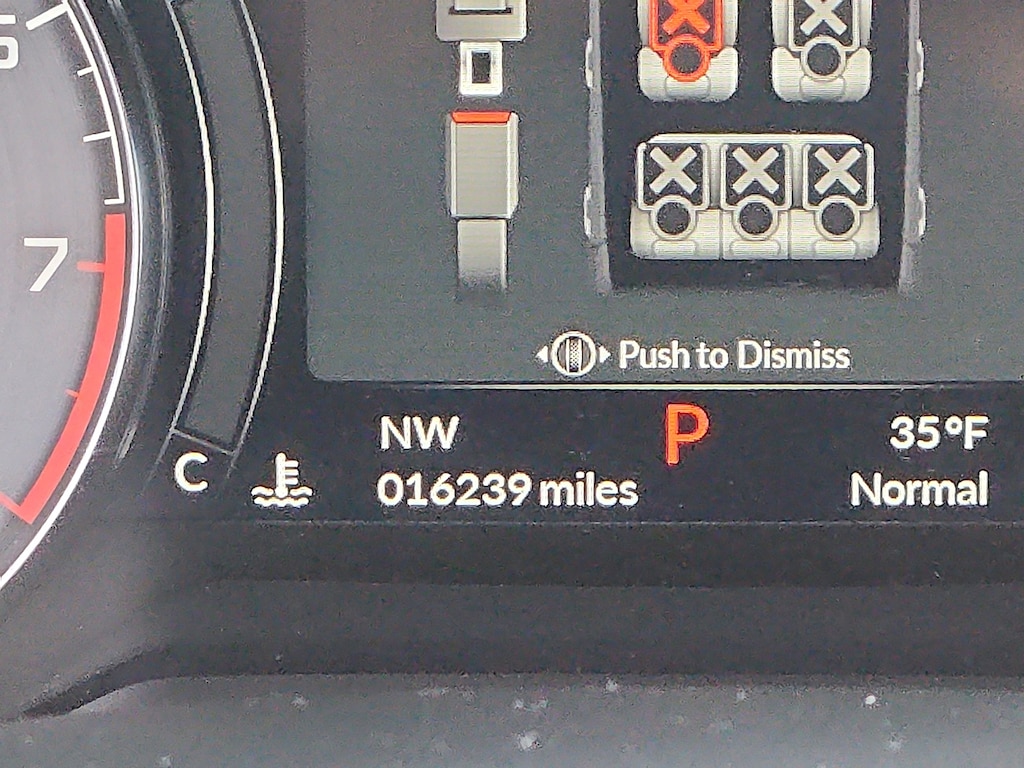 7
Push to Dismiss
NW P 35°F
C 016239 miles Normal